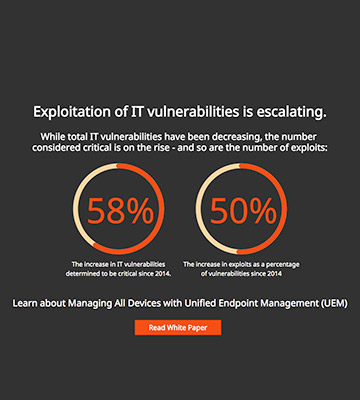 Exploitation of IT vulnerabilities is escalating.
While total IT vulnerabilities have been decreasing, the number
considered critical is on the rise - and so are the number of exploits:
58%
The increase in IT vulnerabilities
determined to be critical since 2014.
50%
The increase in exploits as a percentage
of vulnerabilities since 2014
Learn about Managing All Devices with Unified Endpoint Management (UEM)
Read White Paper